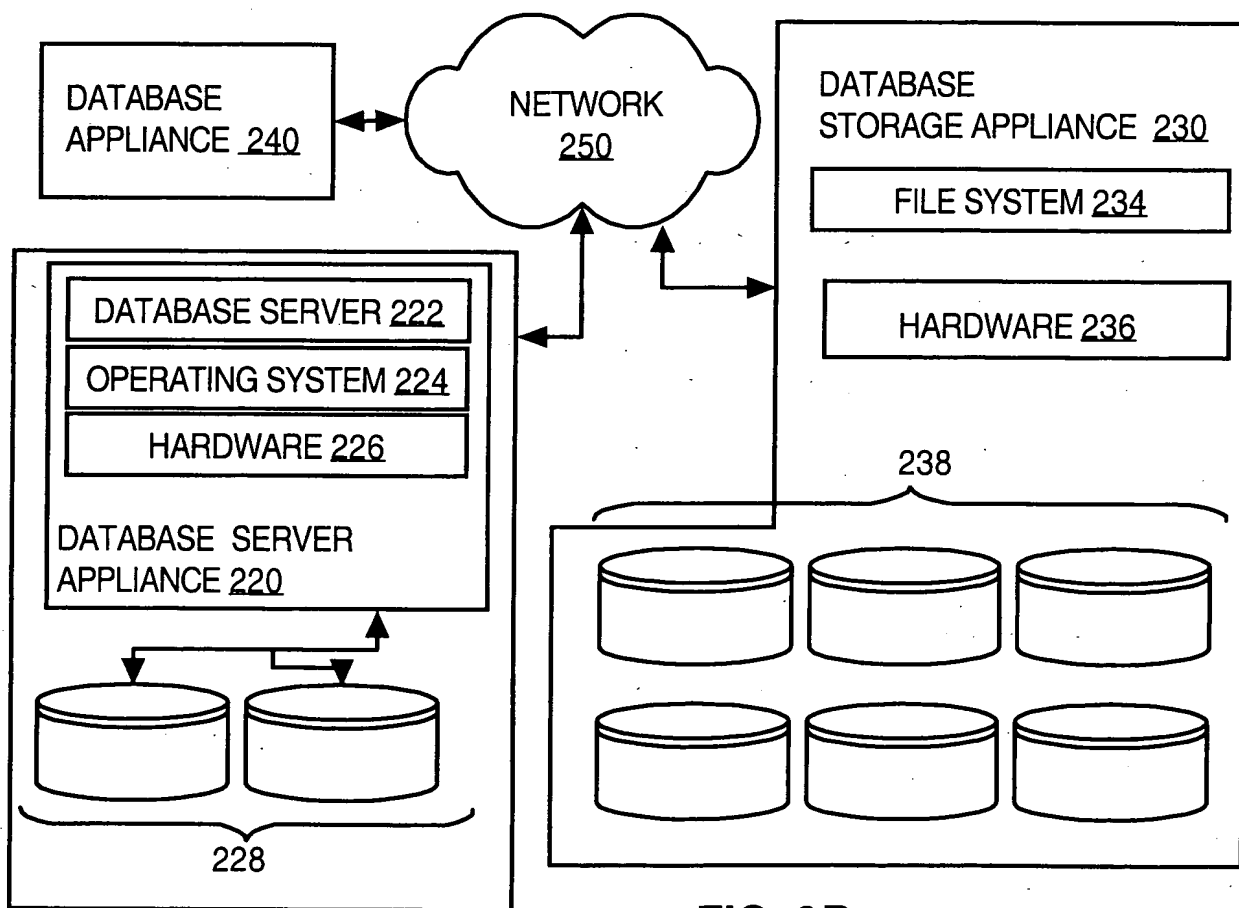 DATABASE
APPLIANCE 240
NETWORK
250
DATABASE
STORAGE APPLIANCE 230
FILE SYSTEM 234
HARDWARE 236
DATABASE SERVER 222
OPERATING SYSTEM 224
HARDWARE 226
DATABASE SERVER
APPLIANCE 220
228
238